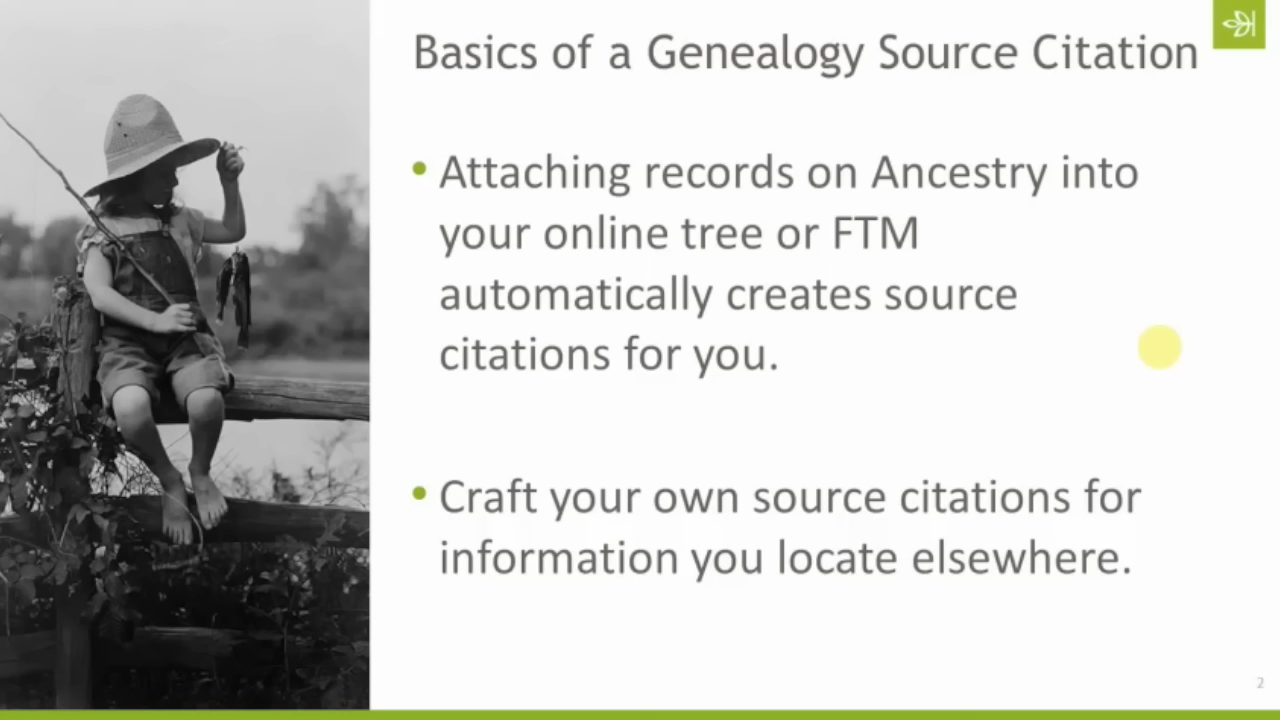 Basics of a Genealogy Source Citation
• Attaching records on Ancestry into
your online tree or FTM
automatically creates source
citations for you.
• Craft your own source citations for
information you locate elsewhere.
2